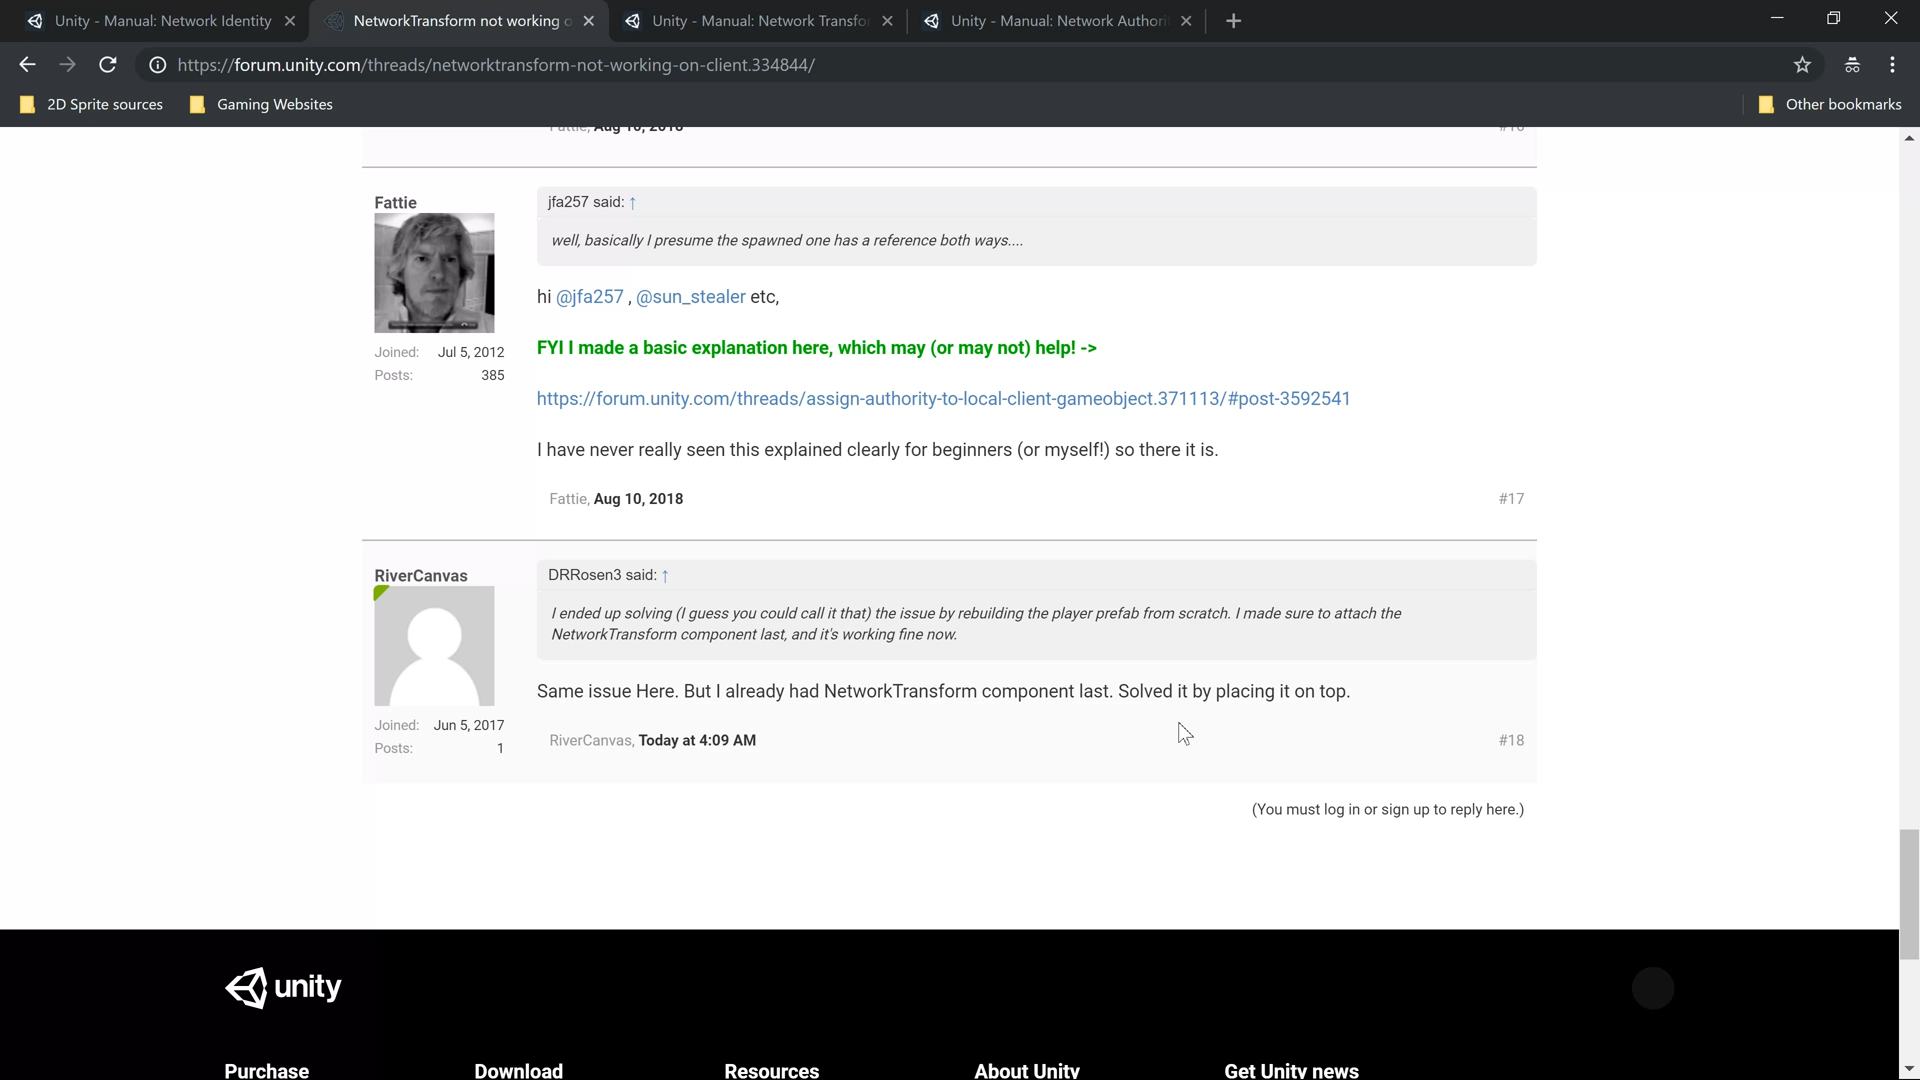 Unity - Manual: Network Identity
NetworkTransform not working o
Unity - Manual: Network Transfo
Unity - Manual: Network Authori
https://forum.unity.com/threads/networktransform-not-working-on-client.334844/
2D Sprite sources
Gaming Websites
Other bookmarks
Fattie, Aug 10, 2018
#16
Fattie
Joined: Jul 5, 2012
Posts: 385
jfa257 said: ↑
well, basically I presume the spawned one has a reference both ways....
hi @jfa257 , @sun_stealer etc,
FYI I made a basic explanation here, which may (or may not) help! ->
https://forum.unity.com/threads/assign-authority-to-local-client-gameobject.371113/#post-3592541
I have never really seen this explained clearly for beginners (or myself!) so there it is.
Fattie, Aug 10, 2018
#17
RiverCanvas
Joined: Jun 5, 2017
Posts: 1
DRRosen3 said: ↑
I ended up solving (I guess you could call it that) the issue by rebuilding the player prefab from scratch. I made sure to attach the
NetworkTransform component last, and it's working fine now.
Same issue Here. But I already had NetworkTransform component last. Solved it by placing it on top.
RiverCanvas, Today at 4:09 AM
#18
(You must log in or sign up to reply here.)
unity
Purchase
Download
Resources
About Unity
Get Unity news